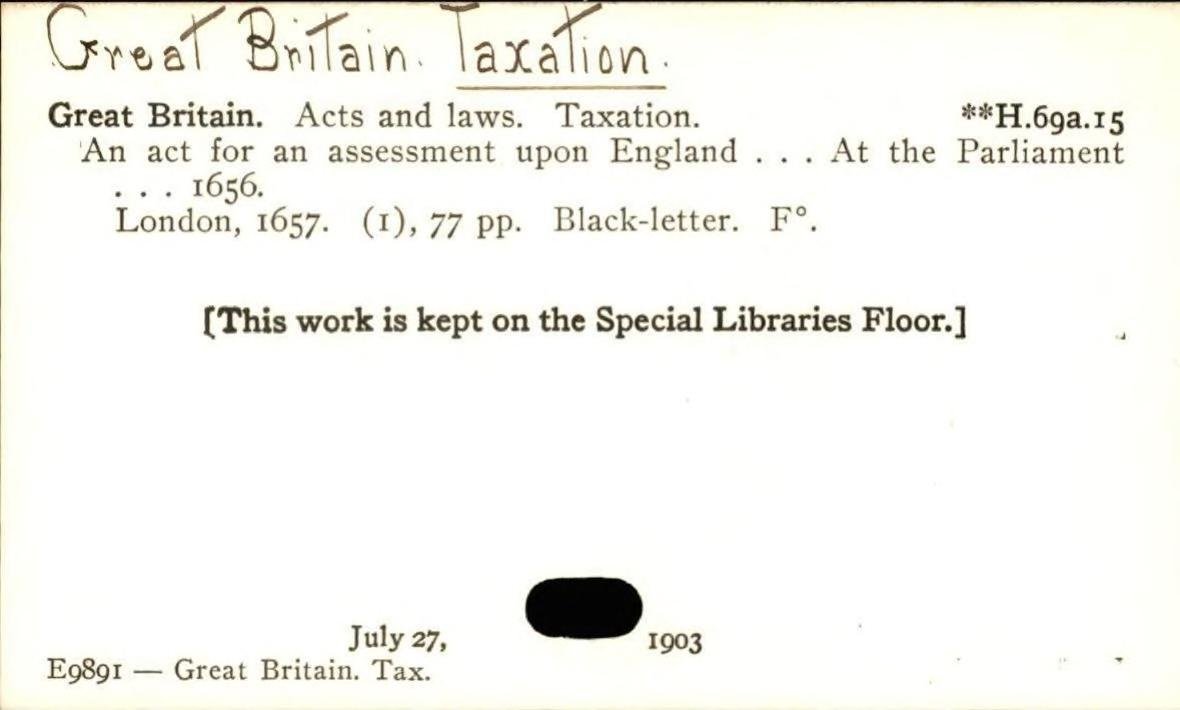 Great Britain. Taxation.
Great Britain. Acts and laws. Taxation. **H.69a.15
An act for an assessment upon England . . . At the Parliament
. . . 1656.
London, 1657. (1), 77 pp. Black-letter. F°.
[This work is kept on the Special Libraries Floor.]
July 27, 1903
E9891 — Great Britain. Tax.